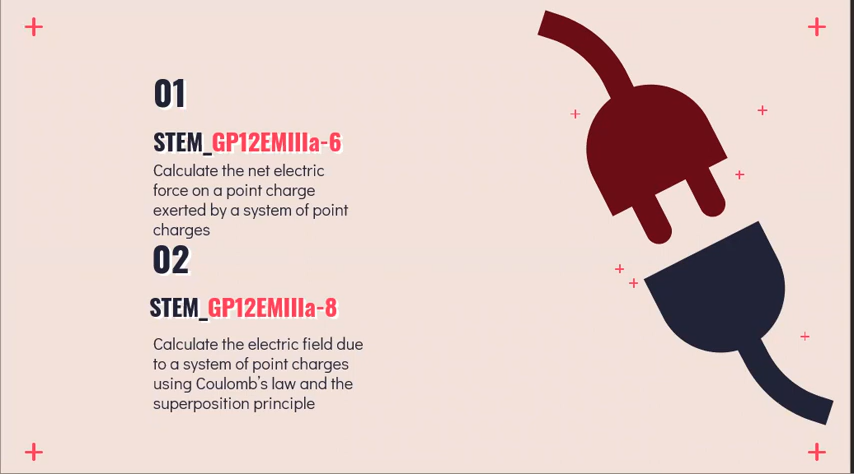 01
STEM_GP12EMIIIa-6
Calculate the net electric
force on a point charge
exerted by a system of point
charges
02
STEM_GP12EMIIIa-8
Calculate the electric field due
to a system of point charges
using Coulomb's law and the
superposition principle